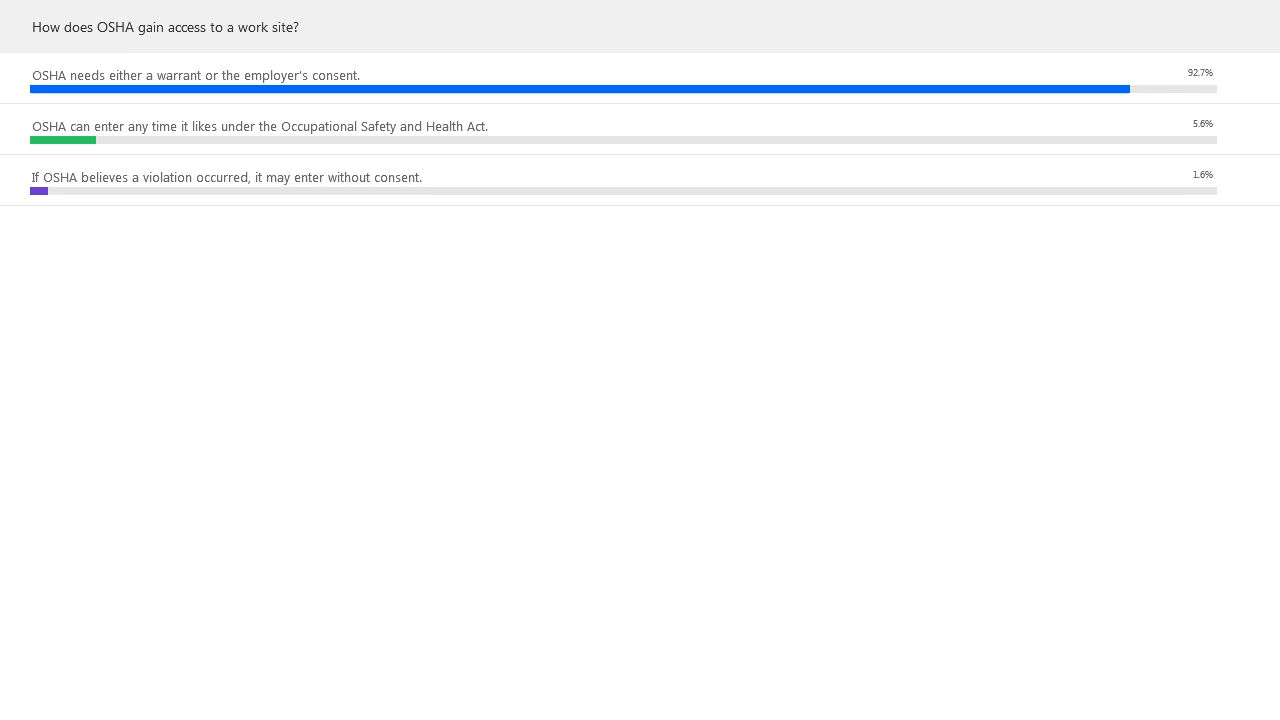 How does OSHA gain access to a work site?
OSHA needs either a warrant or the employer's consent.
92.7%
OSHA can enter any time it likes under the Occupational Safety and Health Act.
5.6%
If OSHA believes a violation occurred, it may enter without consent.
1.6%